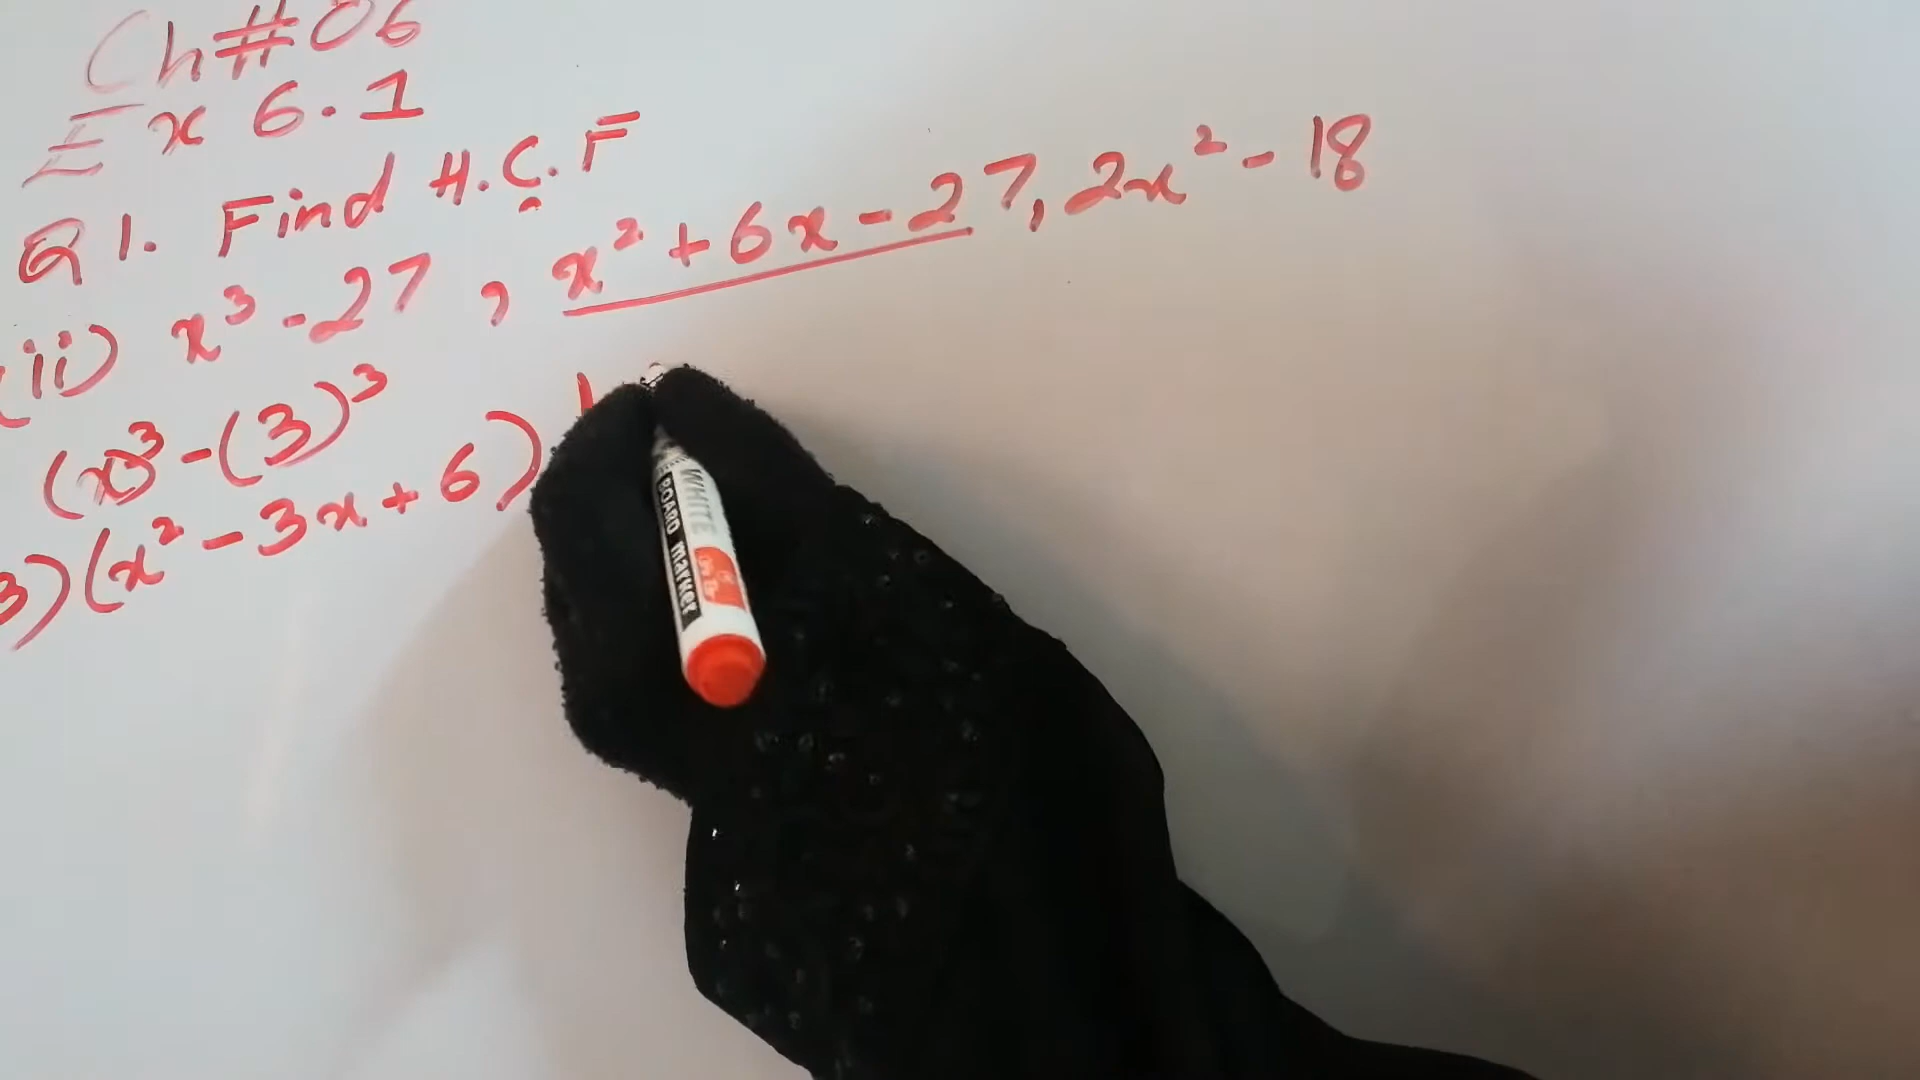 Ch#06
Ex 6.1
Q1. Find H.C.F
(ii) x³-27, x²+6x-27, 2x²-18
(x)³-(3)³
3)(x²-3x+6)
WHITE
BOARD marker